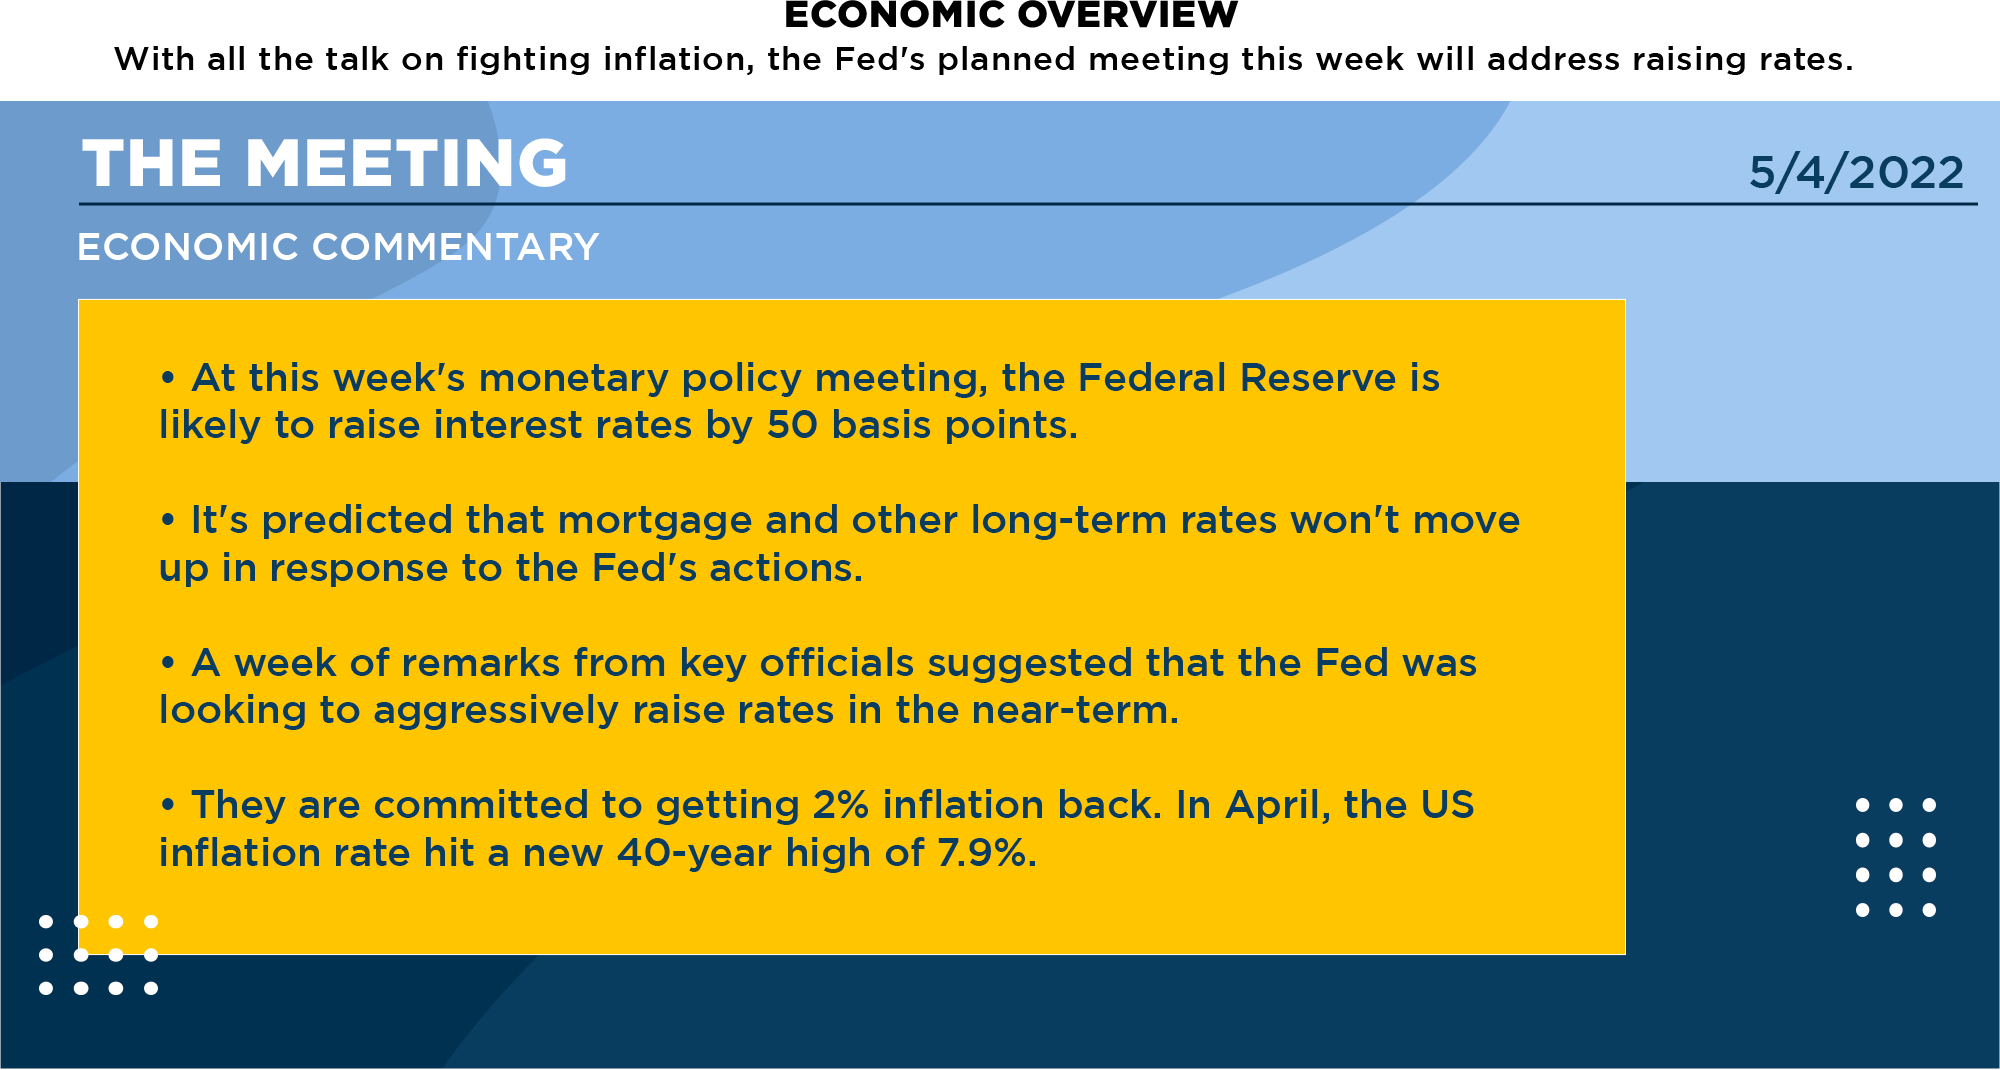 ECONOMIC OVERVIEW
With all the talk on fighting inflation, the Fed's planned meeting this week will address raising rates.
THE MEETING
5/4/2022
ECONOMIC COMMENTARY
• At this week's monetary policy meeting, the Federal Reserve is
likely to raise interest rates by 50 basis points.
• It's predicted that mortgage and other long-term rates won't move
up in response to the Fed's actions.
• A week of remarks from key officials suggested that the Fed was
looking to aggressively raise rates in the near-term.
• They are committed to getting 2% inflation back. In April, the US
inflation rate hit a new 40-year high of 7.9%.